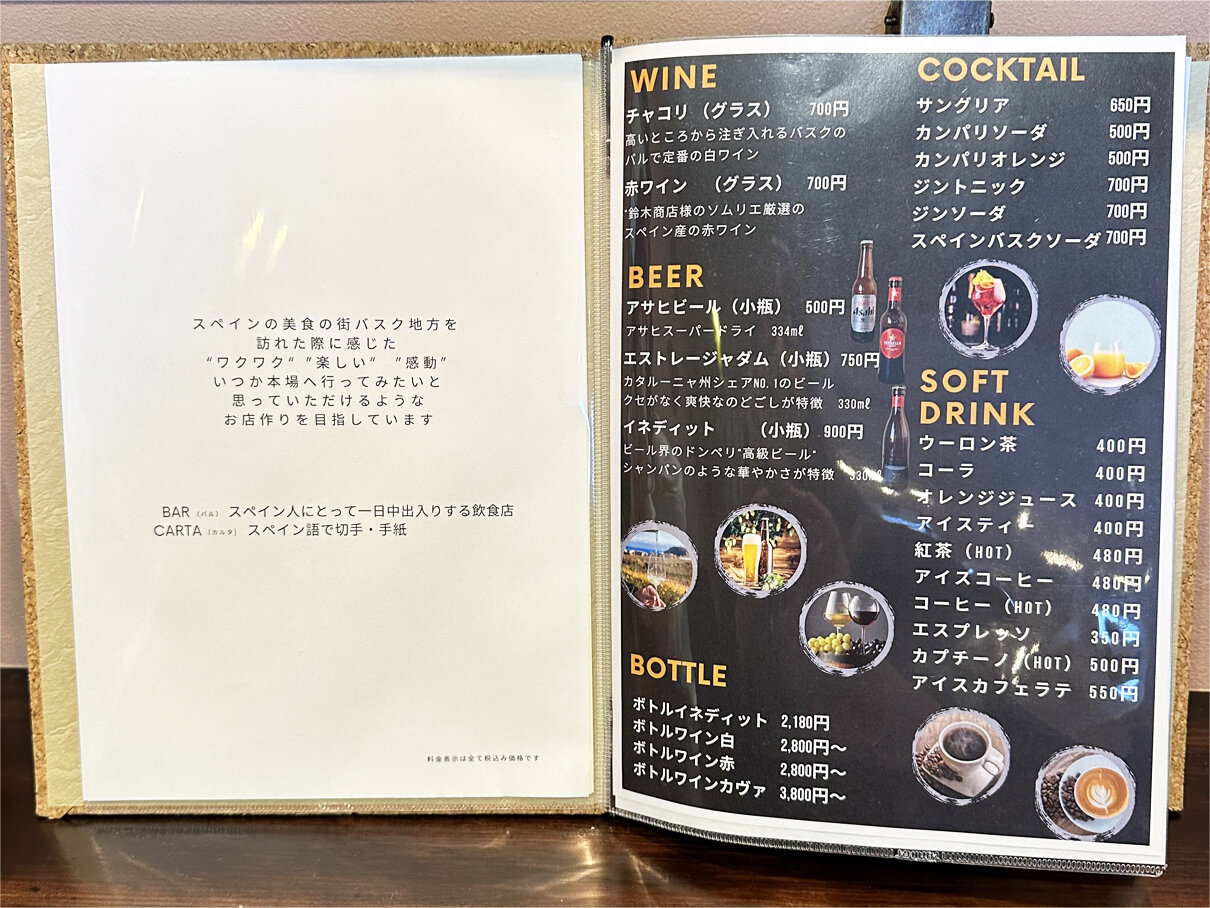 スペインの美食の街バスク地方を
訪れた際に感じた
“ワクワク“ ”楽しい“ ”感動”
いつか本場へ行ってみたいと
思っていただけるような
お店作りを目指しています
BAR (バル) スペイン人にとって一日中出入りする飲食店
CARTA (カルタ) スペイン語で切手・手紙
料金表示は全て税込み価格です
WINE
チャコリ（グラス） 700円
高いところから注ぎ入れるバスクの
バルで定番の白ワイン
赤ワイン （グラス） 700円
"鈴木商店様のソムリエ厳選の
スペイン産の赤ワイン
BEER
アサヒビール（小瓶） 500円
アサヒスーパードライ 334㎖
エストレージャダム（小瓶）750円
カタルーニャ州シェアNO.1のビール
クセがなく爽快なのどごしが特徴 330㎖
イネディット （小瓶）900円
ビール界のドンペリ"高級ビール"
シャンパンのような華やかさが特徴 330㎖
BOTTLE
ボトルイネディット 2,180円
ボトルワイン白 2,800円～
ボトルワイン赤 2,800円～
ボトルワインカヴァ 3,800円～
COCKTAIL
サングリア 650円
カンパリソーダ 500円
カンパリオレンジ 500円
ジントニック 700円
ジンソーダ 700円
スペインバスクソーダ 700円
Asahi
SOFT
DRINK
ウーロン茶 400円
コーラ 400円
オレンジジュース 400円
アイスティー 400円
紅茶（HOT） 480円
アイスコーヒー 480円
コーヒー（HOT） 480円
エスプレッソ 350円
カプチーノ（HOT） 500円
アイスカフェラテ 550円